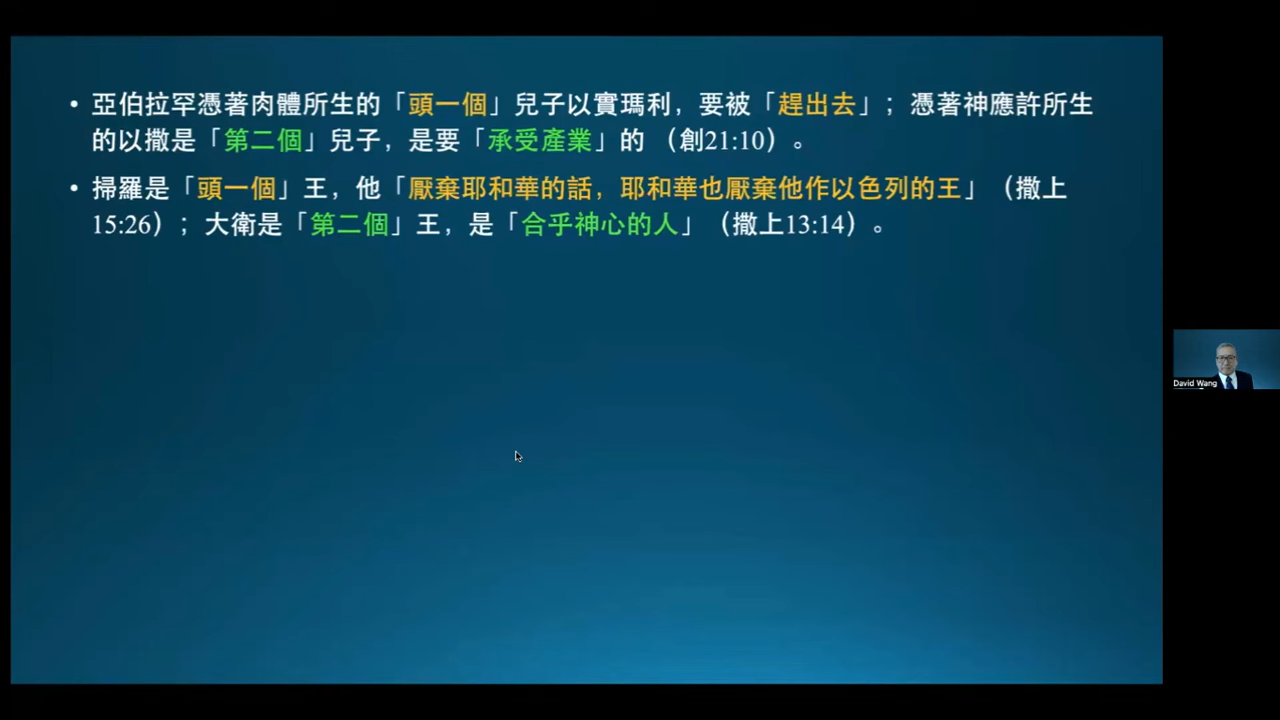 • 亞伯拉罕憑著肉體所生的「頭一個」兒子以實瑪利，要被「趕出去」；憑著神應許所生
的以撒是「第二個」兒子，是要「承受產業」的（創21:10）。
• 掃羅是「頭一個」王，他「厭棄耶和華的話，耶和華也厭棄他作以色列的王」（撒上
15:26）；大衛是「第二個」王，是「合乎神心的人」（撒上13:14）。
David Wang